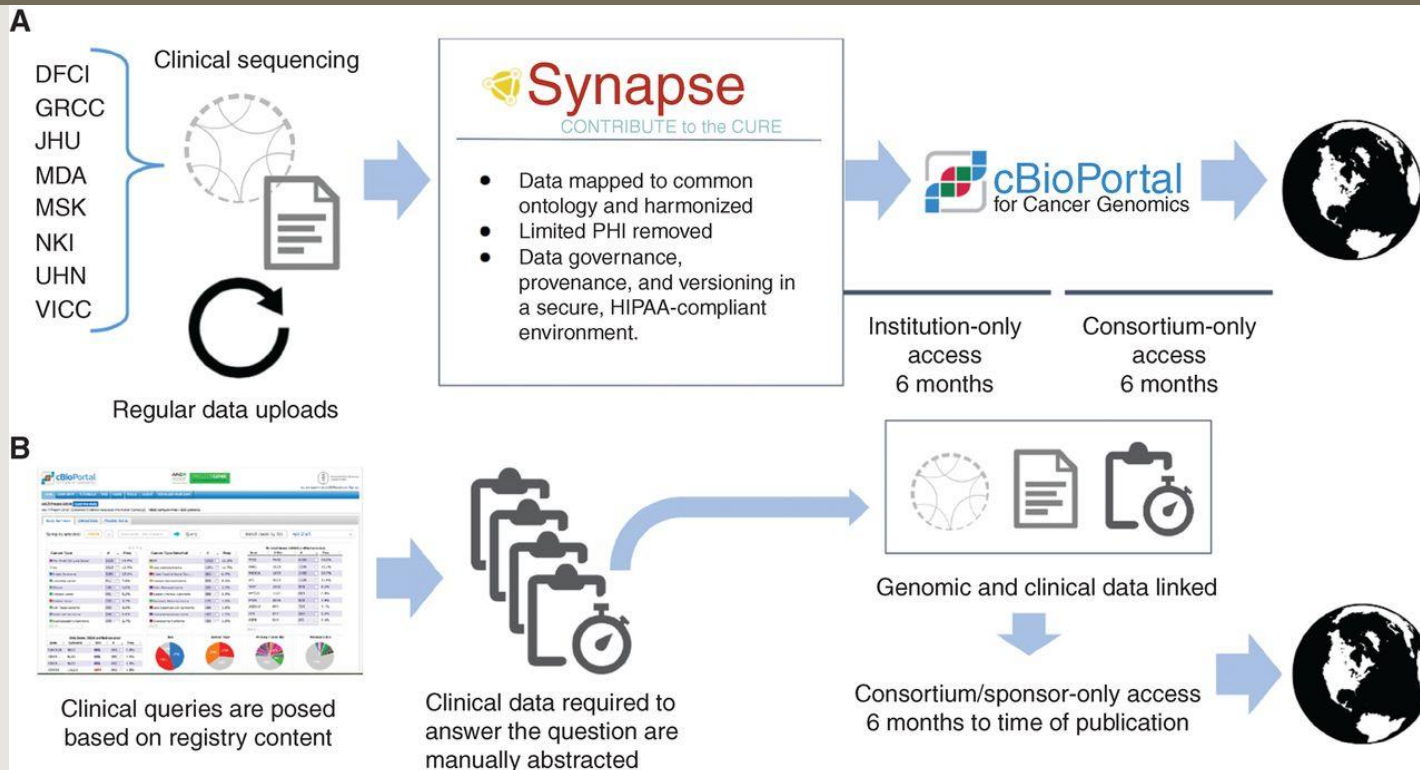 A
DFCI
GRCC
JHU
MDA
MSK
NKI
UHN
VICC
Clinical sequencing
Regular data uploads
Synapse
CONTRIBUTE to the CURE
• Data mapped to common
ontology and harmonized
• Limited PHI removed
• Data governance,
provenance, and versioning in
a secure, HIPAA-compliant
environment.
cBioPortal
for Cancer Genomics
Institution-only
access
6 months
Consortium-only
access
6 months
B
cBioPortal
Clinical queries are posed
based on registry content
Clinical data required to
answer the question are
manually abstracted
Genomic and clinical data linked
Consortium/sponsor-only access
6 months to time of publication